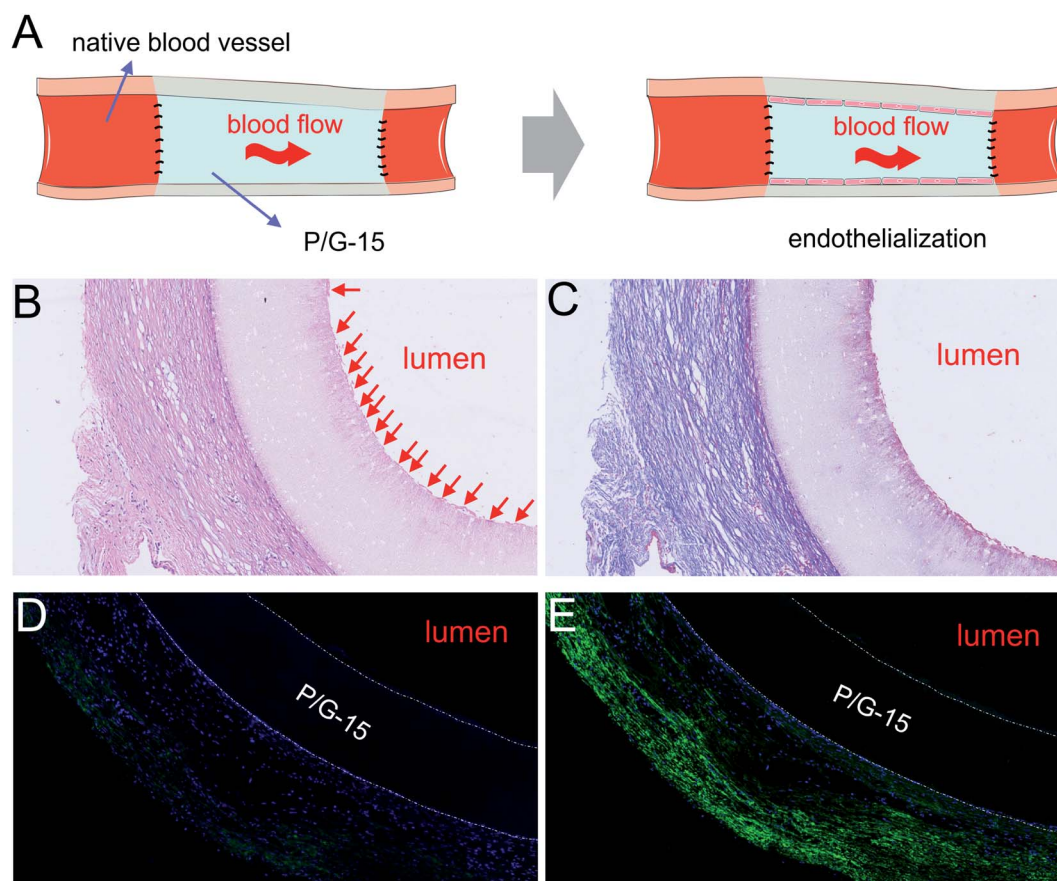 A
native blood vessel
blood flow
P/G-15
blood flow
endothelialization
B
lumen
C
lumen
D
lumen
P/G-15
E
lumen
P/G-15